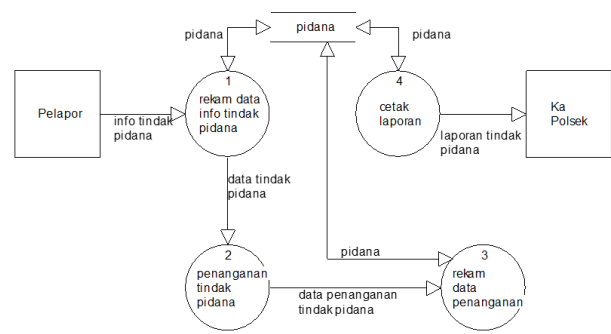 pidana
pidana
pidana
1
rekam data
info tindak
pidana
4
cetak
laporan
Pelapor
Ka
Polsek
info tindak
pidana
laporan tindak
pidana
data tindak
pidana
2
penanganan
tindak
pidana
pidana
3
rekam
data
penanganan
data penanganan
tindak pidana